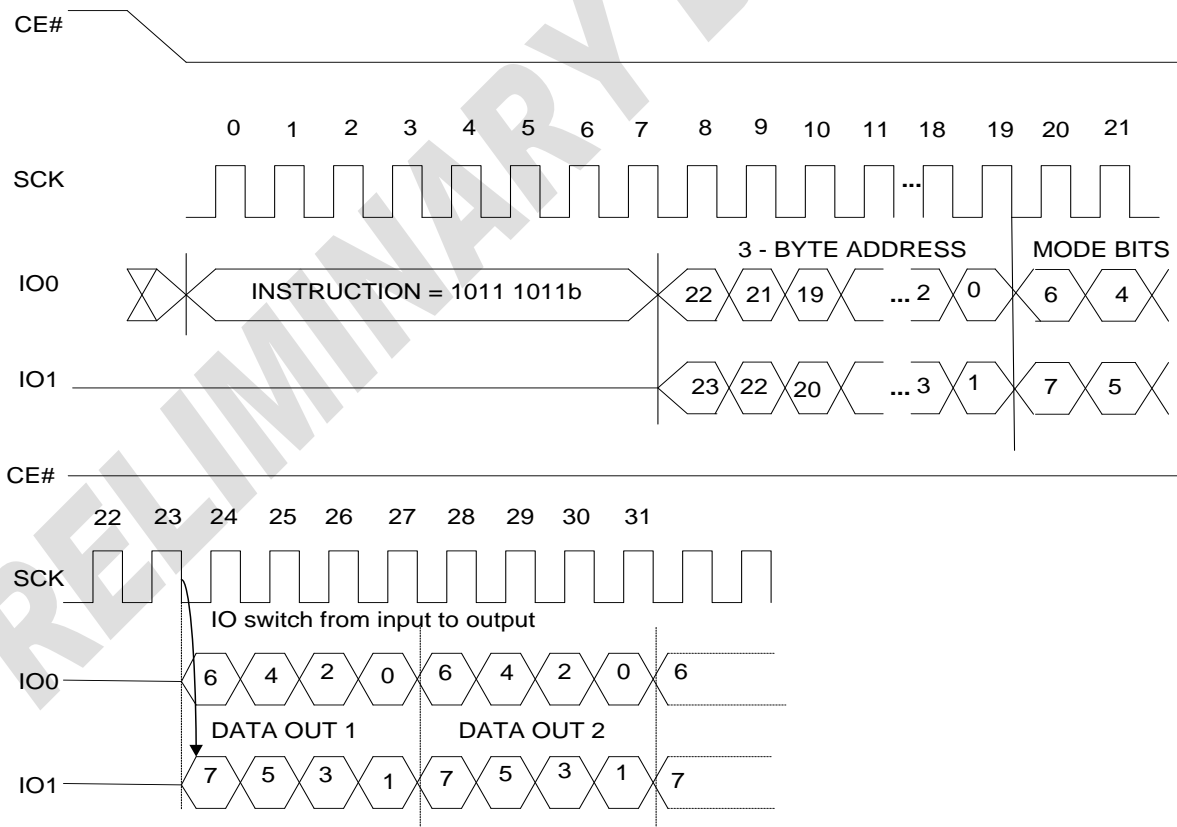 CE#
0 1 2 3 4 5 6 7 8 9 10 11 18 19 20 21
SCK
...
3 - BYTE ADDRESS MODE BITS
IO0
INSTRUCTION = 1011 1011b 22 21 19 ... 2 0 6 4
IO1
23 22 20 ... 3 1 7 5
CE#
22 23 24 25 26 27 28 29 30 31
SCK
IO switch from input to output
IO0 6 4 2 0 6 4 2 0 6
DATA OUT 1 DATA OUT 2
IO1 7 5 3 1 7 5 3 1 7
RELIMINARY